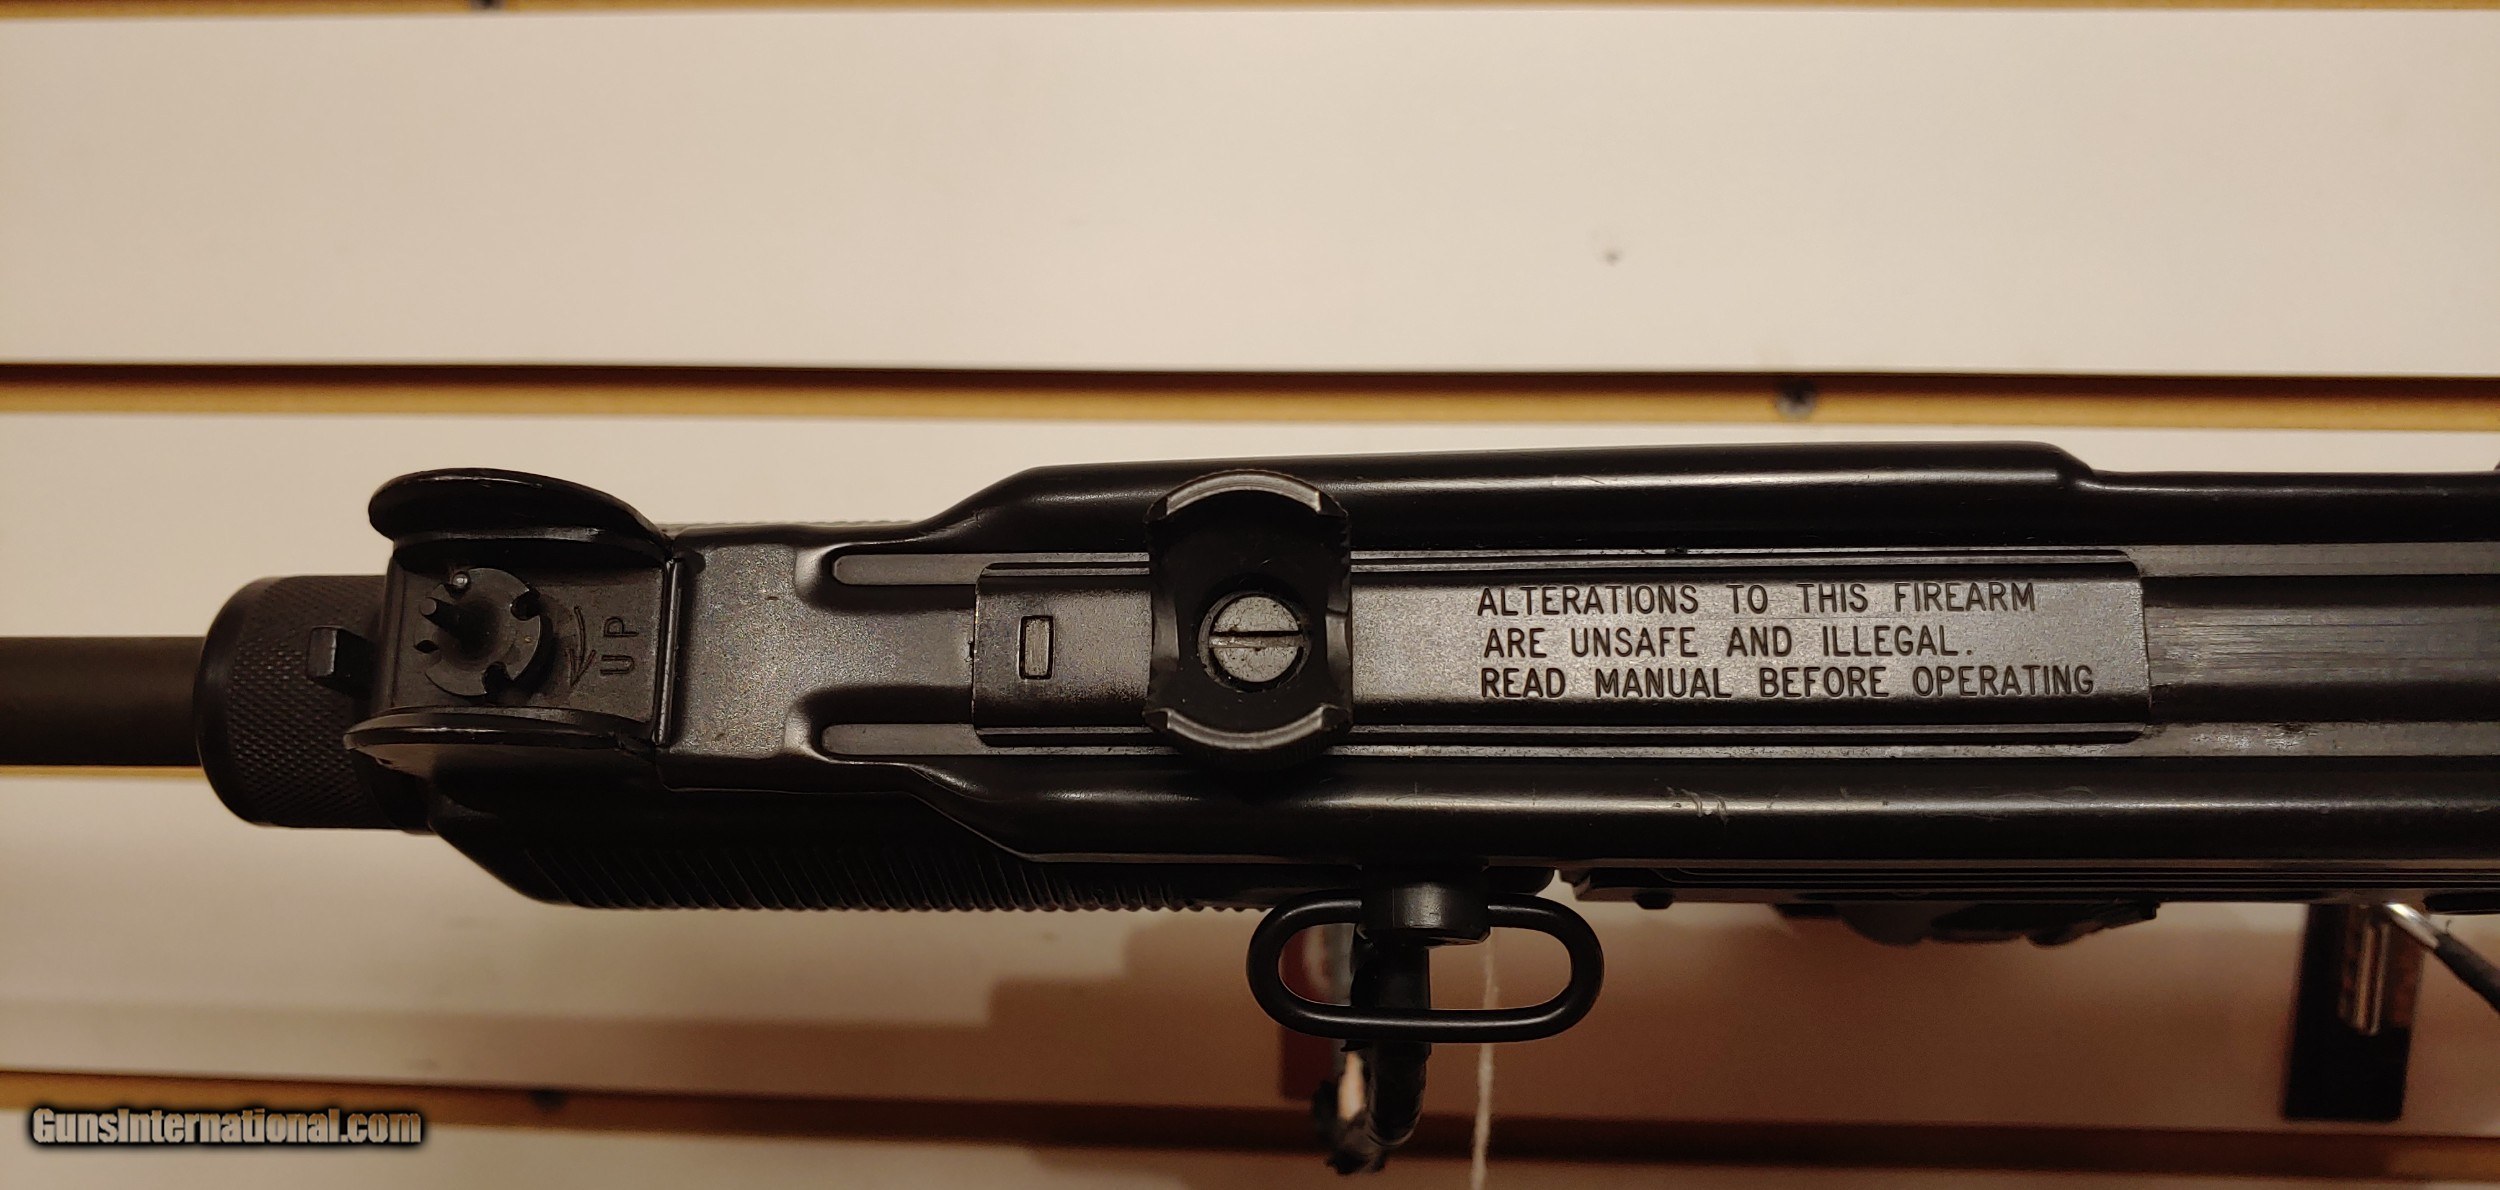 UP
ALTERATIONS TO THIS FIREARM
ARE UNSAFE AND ILLEGAL.
READ MANUAL BEFORE OPERATING
GunsInternational.com